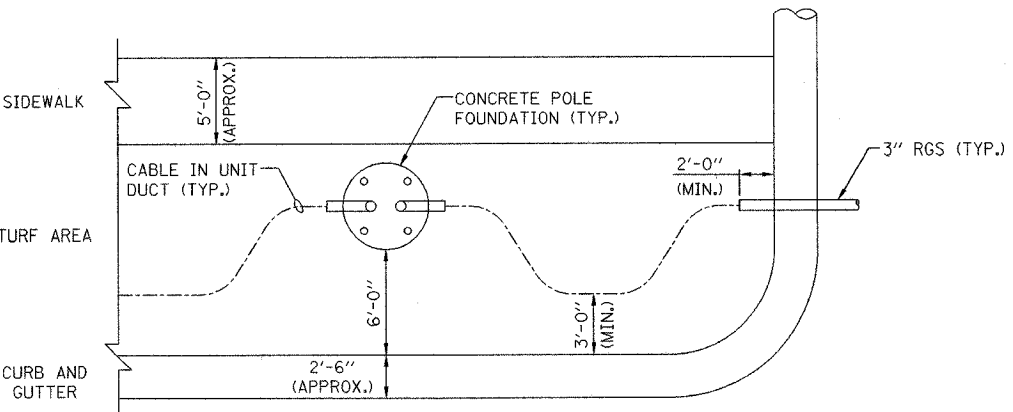 SIDEWALK
5'-0"
(APPROX.)
CONCRETE POLE
FOUNDATION (TYP.)
3" RGS (TYP.)
CABLE IN UNIT
DUCT (TYP.)
2'-0"
(MIN.)
TURF AREA
6'-0"
3'-0"
(MIN.)
CURB AND
GUTTER
2'-6"
(APPROX.)